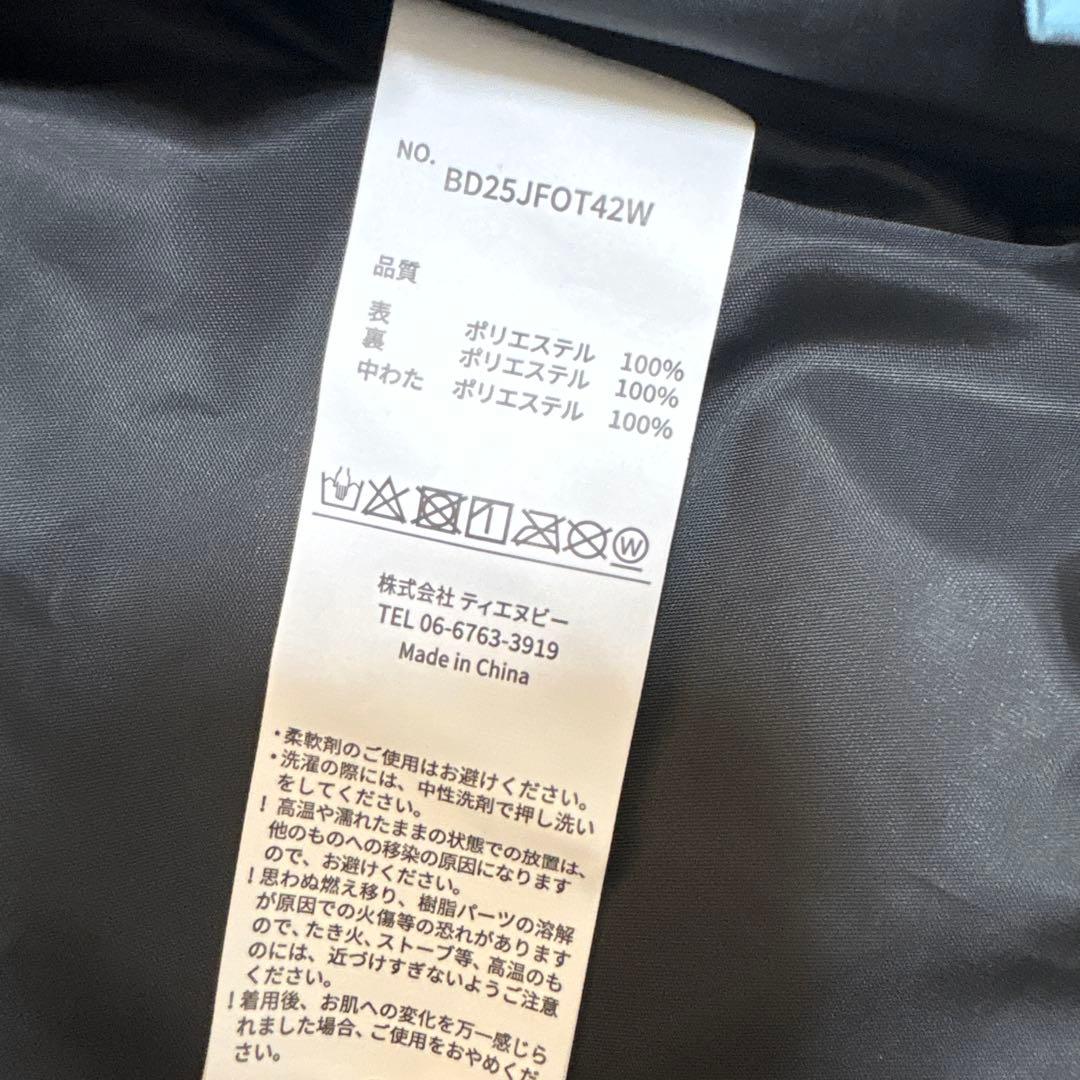 NO.
BD25JFOT42W
品質
表 ポリエステル 100%
裏 ポリエステル 100%
中わた ポリエステル 100%
W
株式会社 ティエヌビー
TEL 06-6763-3919
Made in China
・柔軟剤のご使用はお避けください。
・洗濯の際には、中性洗剤で押し洗い
をしてください。
! 高温や濡れたままの状態での放置は、
他のものへの移染の原因になります
ので、お避けください。
! 思わぬ燃え移り、樹脂パーツの溶解
が原因での火傷等の恐れがあります
ので、たき火、ストーブ等、高温のも
のには、近づけすぎないようご注意
ください。
! 着用後、お肌への変化を万一感じら
れました場合、ご使用をおやめくだ
さい。